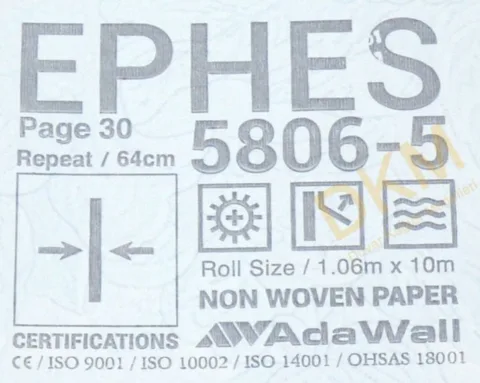 EPHES
Page 30
5806-5
Repeat / 64cm
Roll Size / 1.06m x 10m
NON WOVEN PAPER
CERTIFICATIONS
AdaWall
CE / ISO 9001 / ISO 10002 / ISO 14001 / OHSAS 18001
DKM